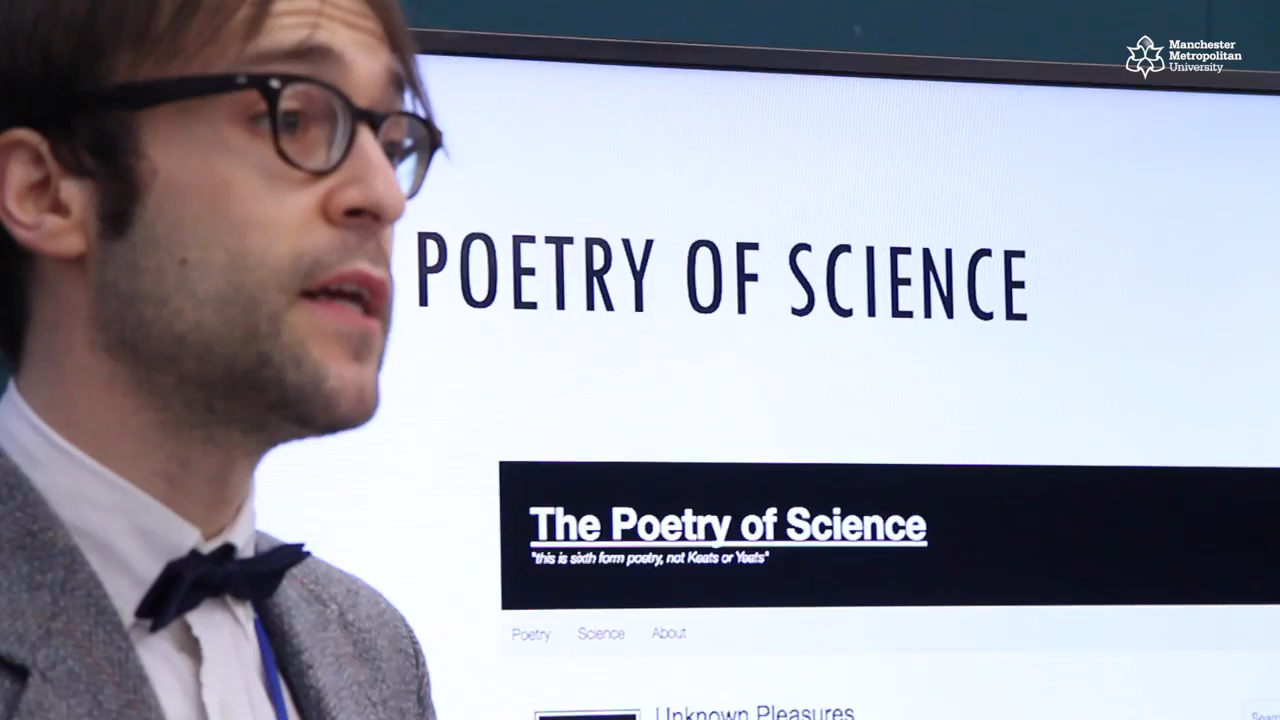 Manchester
Metropolitan
University
POETRY OF SCIENCE
The Poetry of Science
"this is sixth form poetry, not Keats or Yeats"
Poetry Science About
Unknown Pleasures